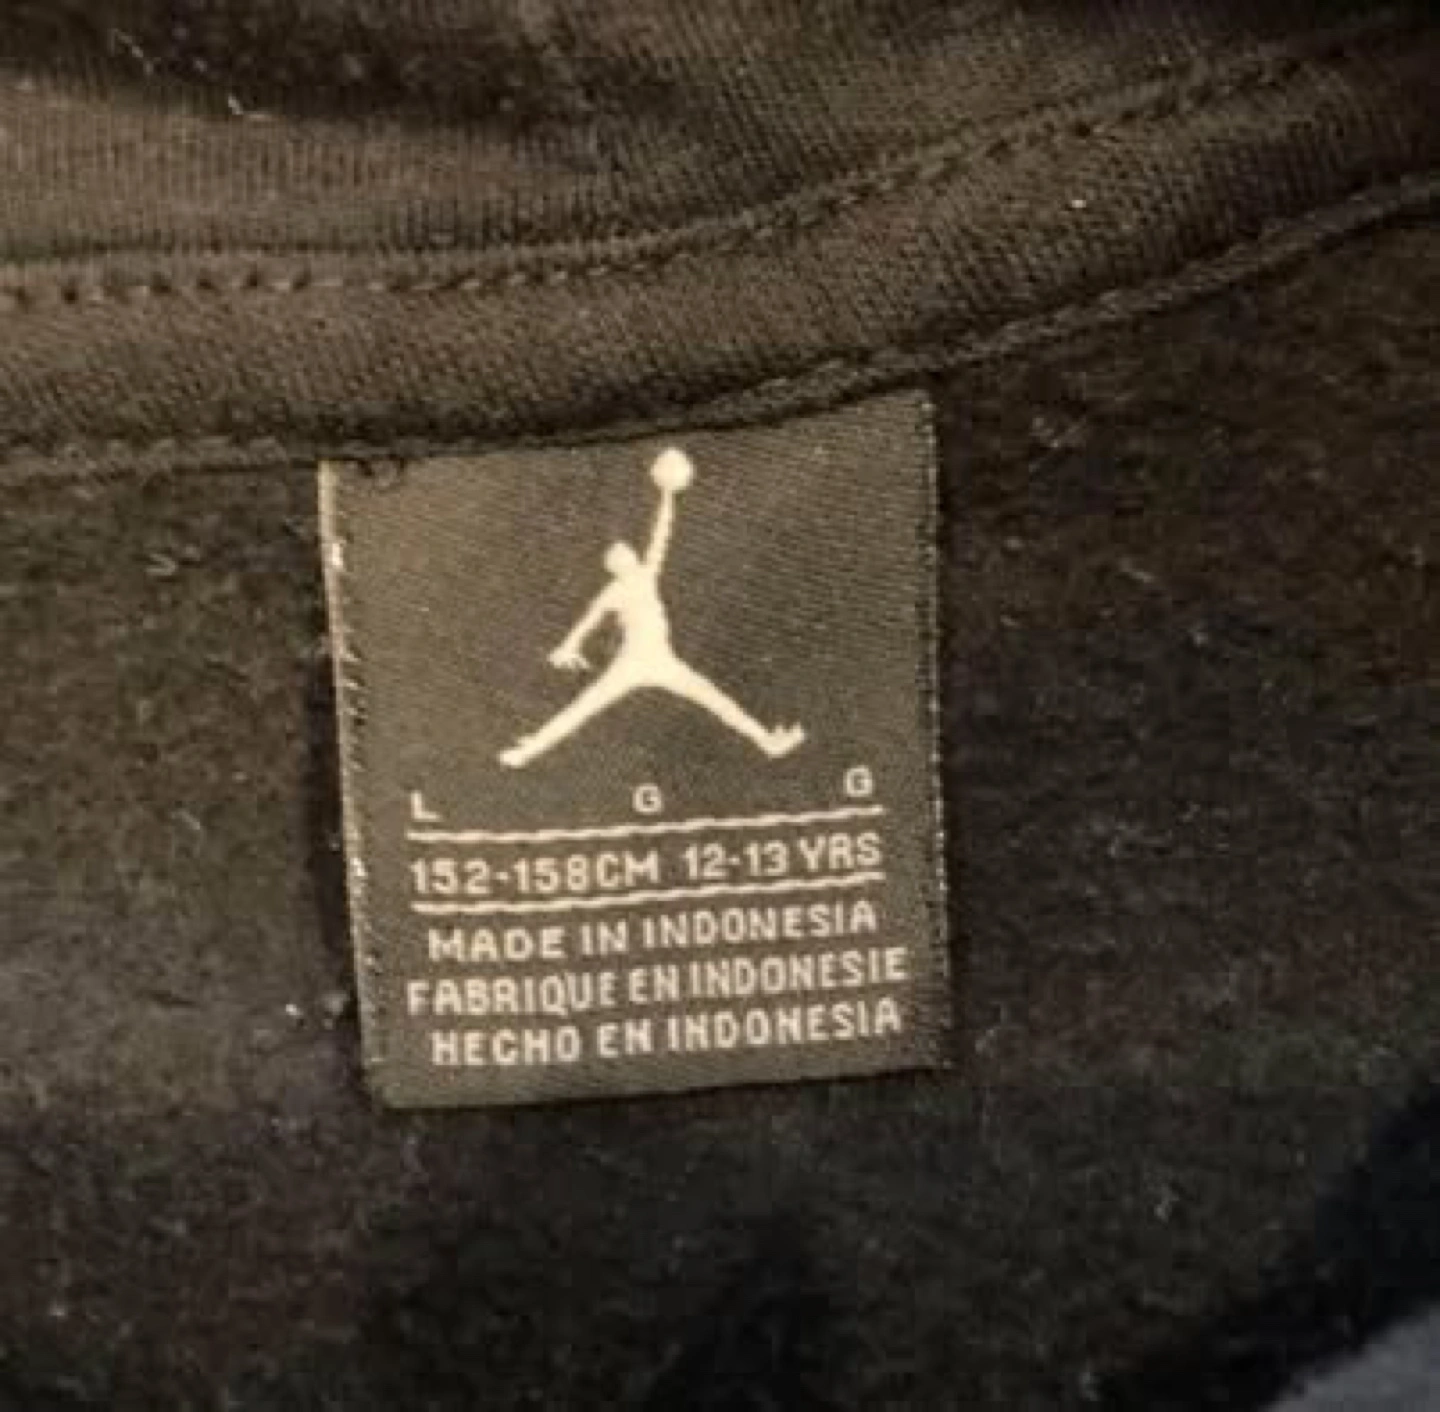 L G G
152-158CM 12-13 YRS
MADE IN INDONESIA
FABRIQUE EN INDONESIE
HECHO EN INDONESIA